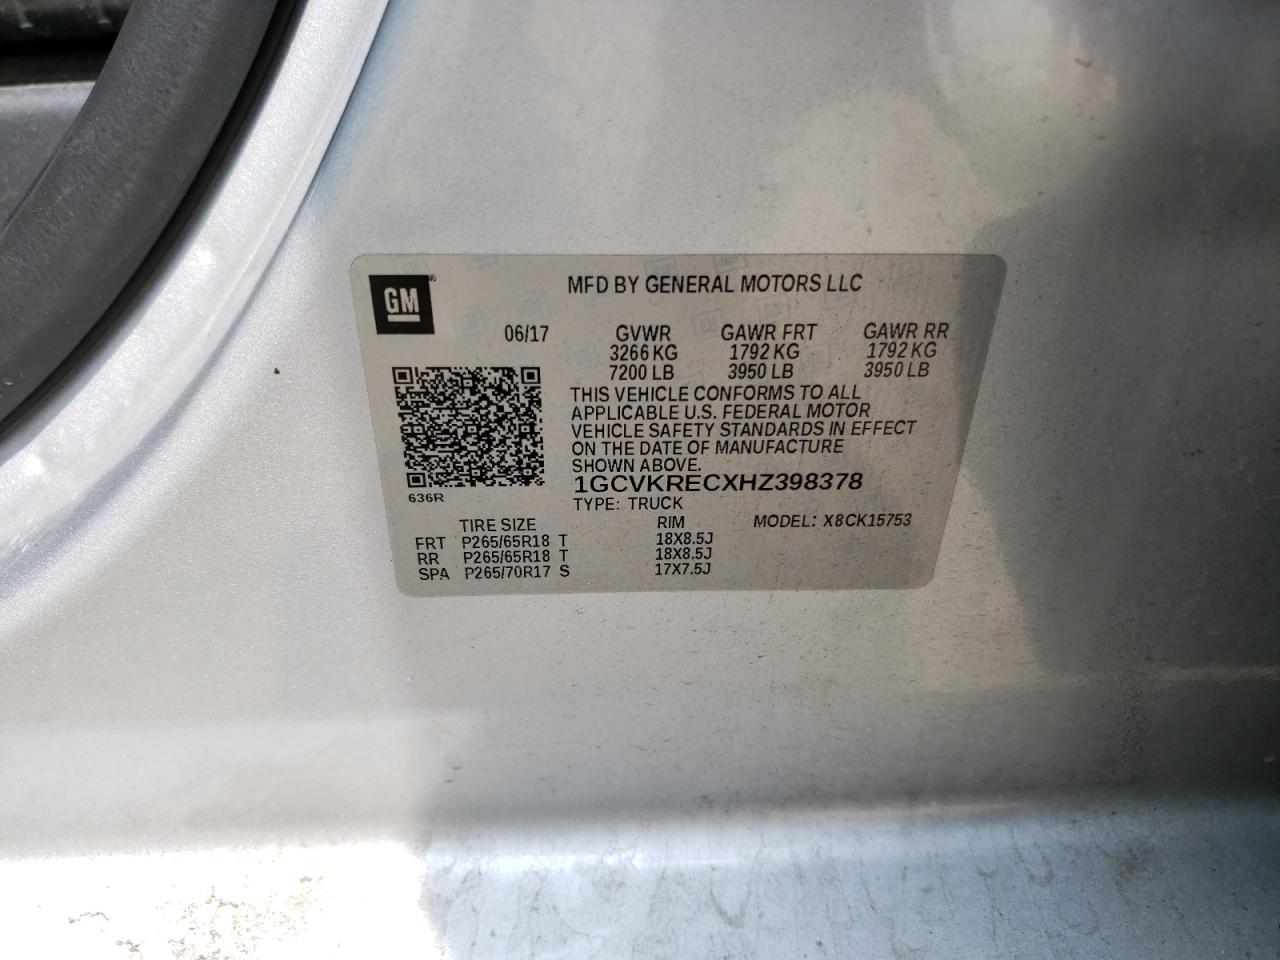 GM
MFD BY GENERAL MOTORS LLC
06/17 GVWR GAWR FRT GAWR RR
3266 KG 1792 KG 1792 KG
7200 LB 3950 LB 3950 LB
THIS VEHICLE CONFORMS TO ALL
APPLICABLE U.S. FEDERAL MOTOR
VEHICLE SAFETY STANDARDS IN EFFECT
ON THE DATE OF MANUFACTURE
SHOWN ABOVE.
1GCVKRECXHZ398378
636R
TYPE: TRUCK
TIRE SIZE RIM MODEL: X8CK15753
FRT P265/65R18 T 18X8.5J
RR P265/65R18 T 18X8.5J
SPA P265/70R17 S 17X7.5J